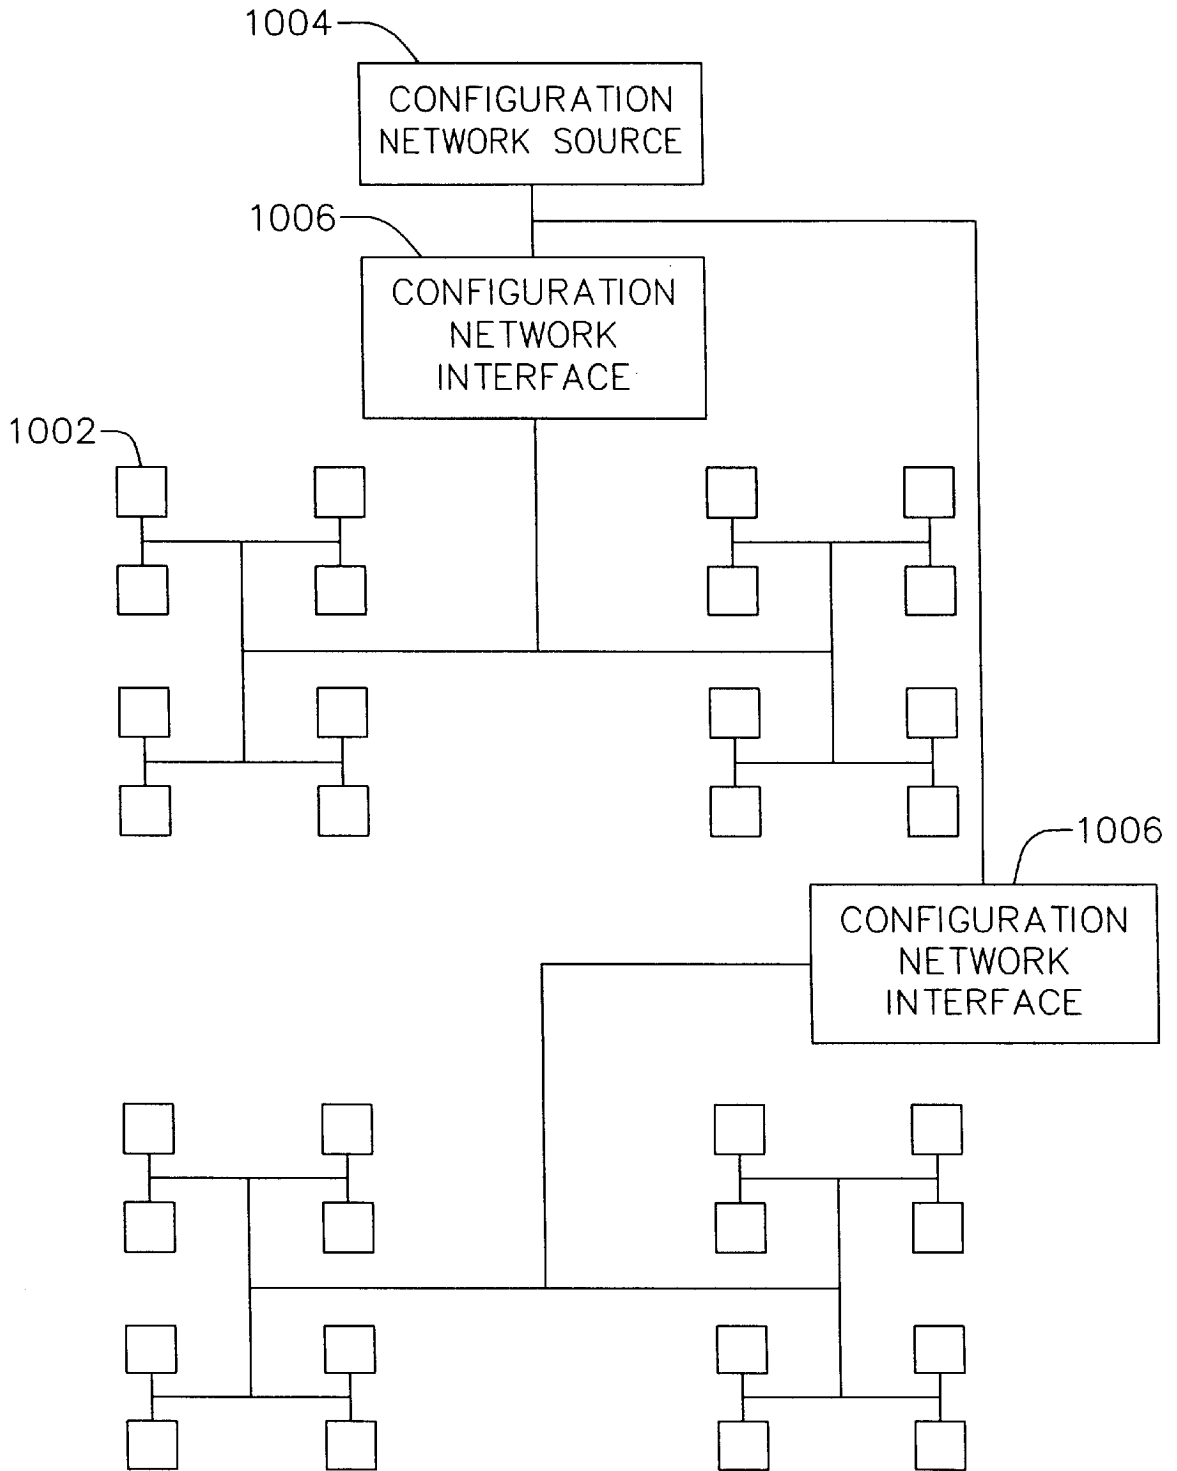 1004
CONFIGURATION
NETWORK SOURCE
1006
CONFIGURATION
NETWORK
INTERFACE
1002
1006
CONFIGURATION
NETWORK
INTERFACE